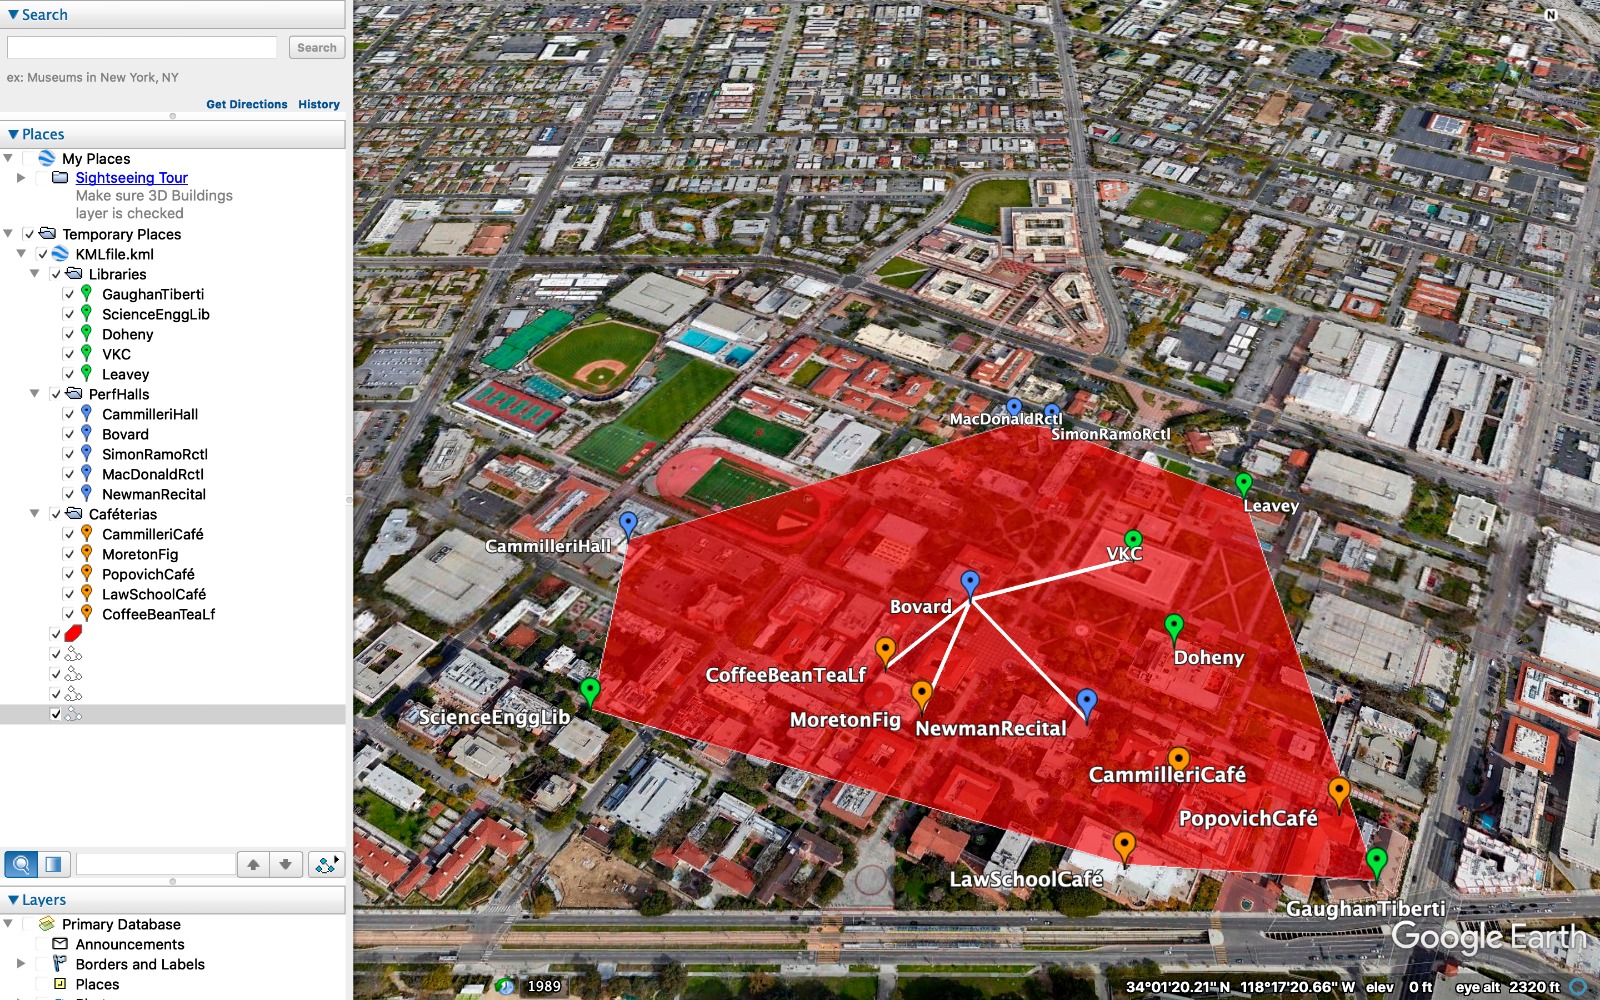 Search
Search
ex: Museums in New York, NY
Get Directions History
Places
My Places
Sightseeing Tour
Make sure 3D Buildings
layer is checked
Temporary Places
KMLfile.kml
Libraries
GaughanTiberti
ScienceEnggLib
Doheny
VKC
Leavey
PerfHalls
CammilleriHall
Bovard
SimonRamoRctl
MacDonaldRctl
NewmanRecital
Caféterias
CammilleriCafé
MoretonFig
PopovichCafé
LawSchoolCafé
CoffeeBeanTeaLf
Layers
Primary Database
Announcements
Borders and Labels
Places
N
MacDonaldRctl
SimonRamoRctl
Leavey
CammilleriHall
VKC
Bovard
Doheny
CoffeeBeanTeaLf
ScienceEnggLib
MoretonFig
NewmanRecital
CammilleriCafé
PopovichCafé
LawSchoolCafé
GaughanTiberti
Google Earth
1989
34°01'20.21" N 118°17'20.66" W elev 0 ft eye alt 2320 ft